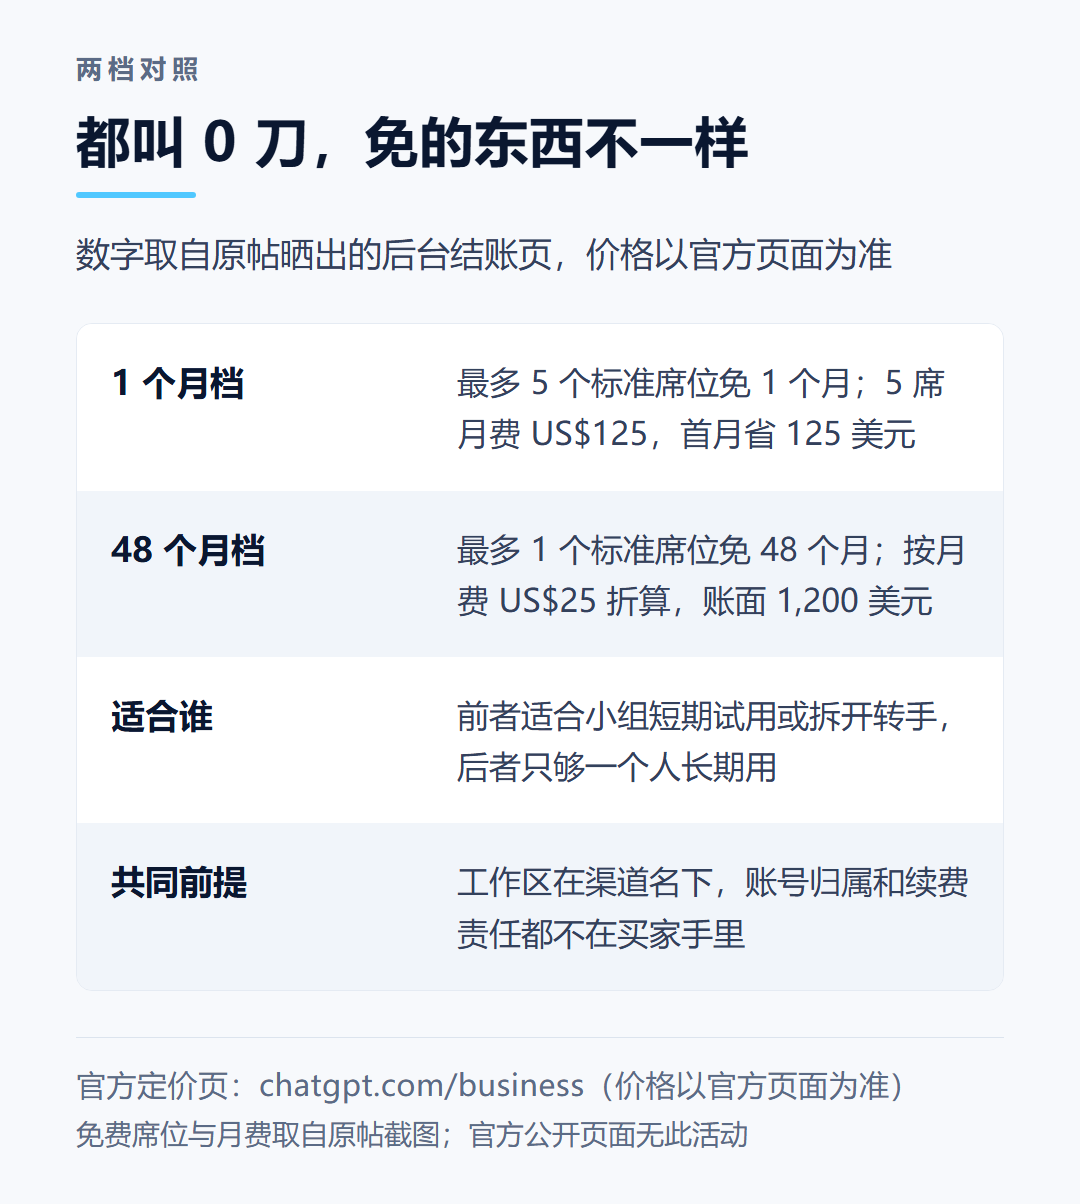 两档对照
都叫 0 刀，免的东西不一样
数字取自原帖晒出的后台结账页，价格以官方页面为准
1 个月档
最多 5 个标准席位免 1 个月；5 席
月费 US$125，首月省 125 美元
48 个月档
最多 1 个标准席位免 48 个月；按月
费 US$25 折算，账面 1,200 美元
适合谁
前者适合小组短期试用或拆开转手，
后者只够一个人长期用
共同前提
工作区在渠道名下，账号归属和续费
责任都不在买家手里
官方定价页：chatgpt.com/business（价格以官方页面为准）
免费席位与月费取自原帖截图；官方公开页面无此活动